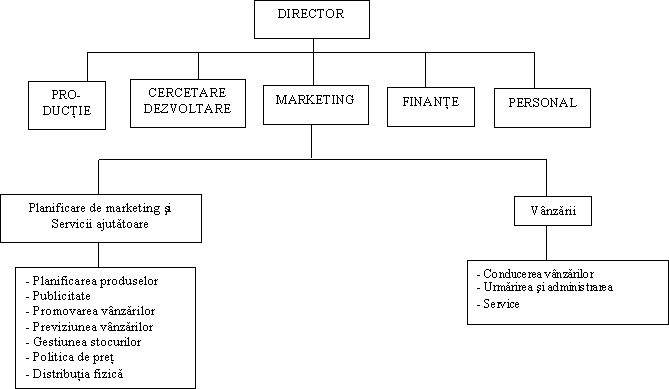 DIRECTOR
PRO-
DUCȚIE
CERCETARE
DEZVOLTARE
MARKETING
FINANȚE
PERSONAL
Planificare de marketing și
Servicii ajutătoare
Vânzării
- Planificarea produselor
- Publicitate
- Promovarea vânzărilor
- Previziunea vânzărilor
- Gestiunea stocurilor
- Politica de preț
- Distribuția fizică
- Conducerea vânzărilor
- Urmărirea și administrarea
- Service